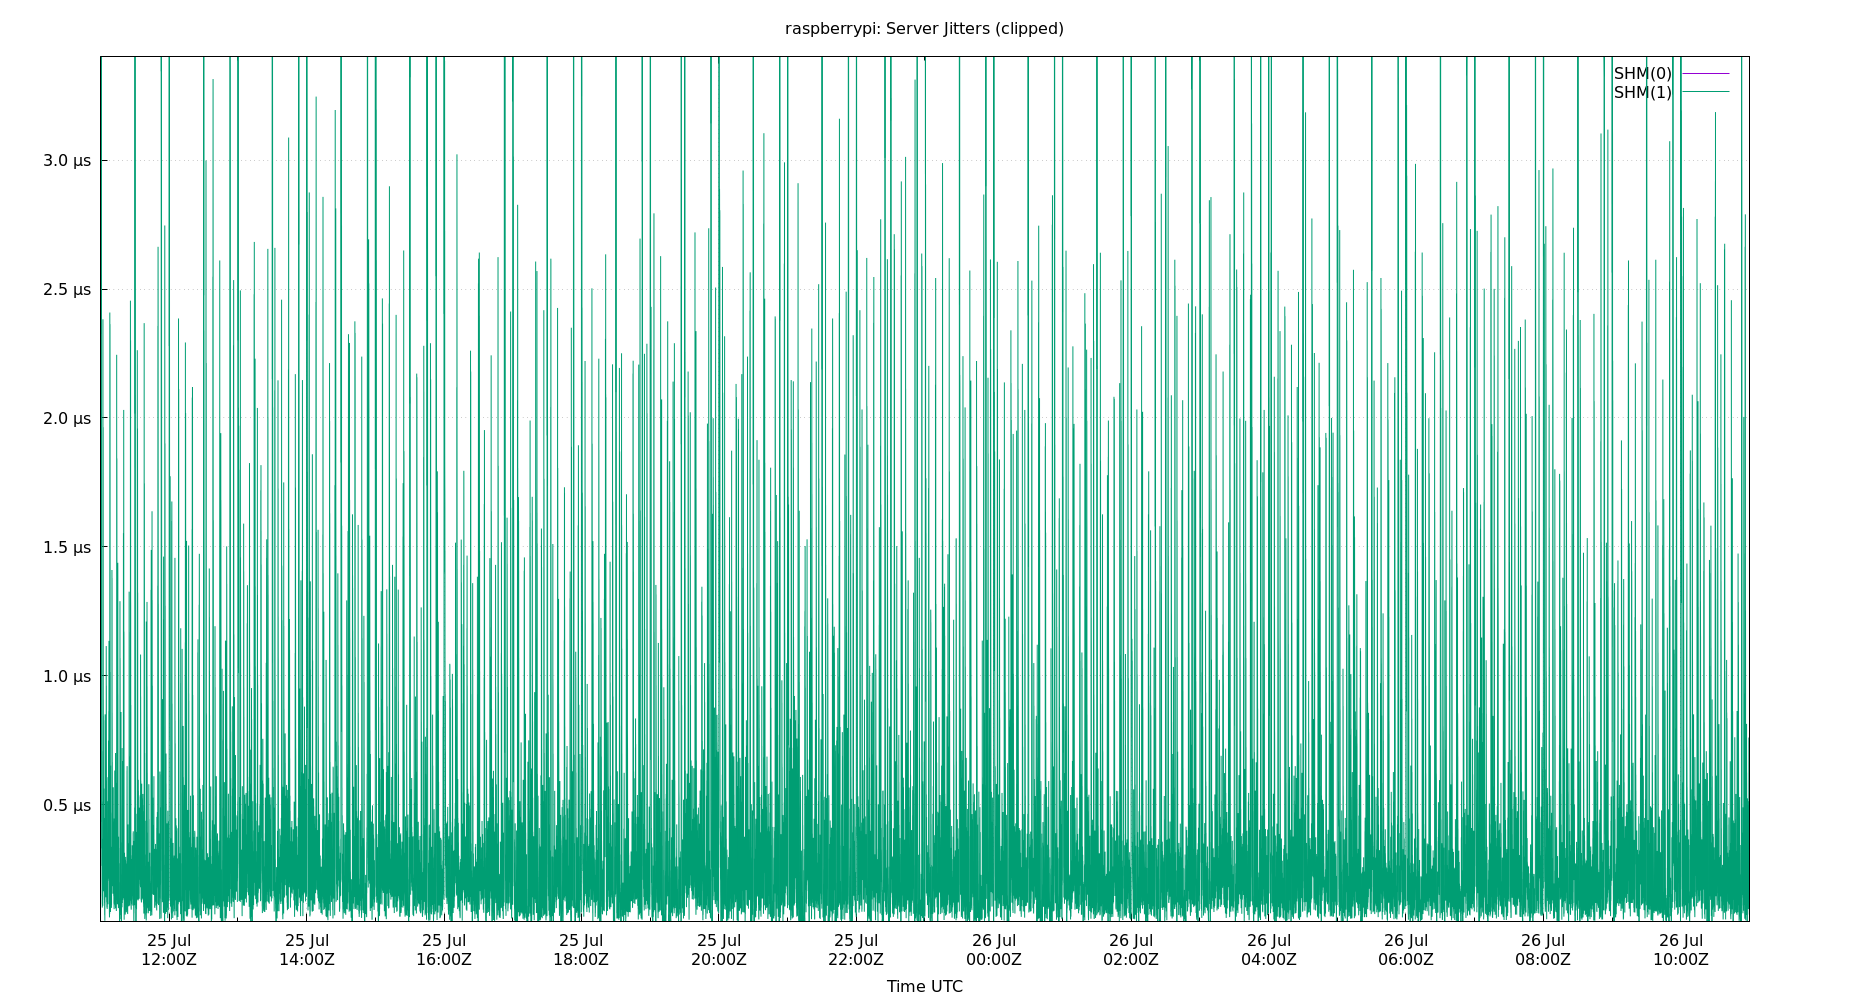 raspberrypi: Server Jitters (clipped)
SHM(0)
SHM(1)
3.0 µs
2.5 µs
2.0 µs
1.5 µs
1.0 µs
0.5 µs
25 Jul 25 Jul 25 Jul 25 Jul 25 Jul 25 Jul 26 Jul 26 Jul 26 Jul 26 Jul 26 Jul 26 Jul
12:00Z 14:00Z 16:00Z 18:00Z 20:00Z 22:00Z 00:00Z 02:00Z 04:00Z 06:00Z 08:00Z 10:00Z
Time UTC